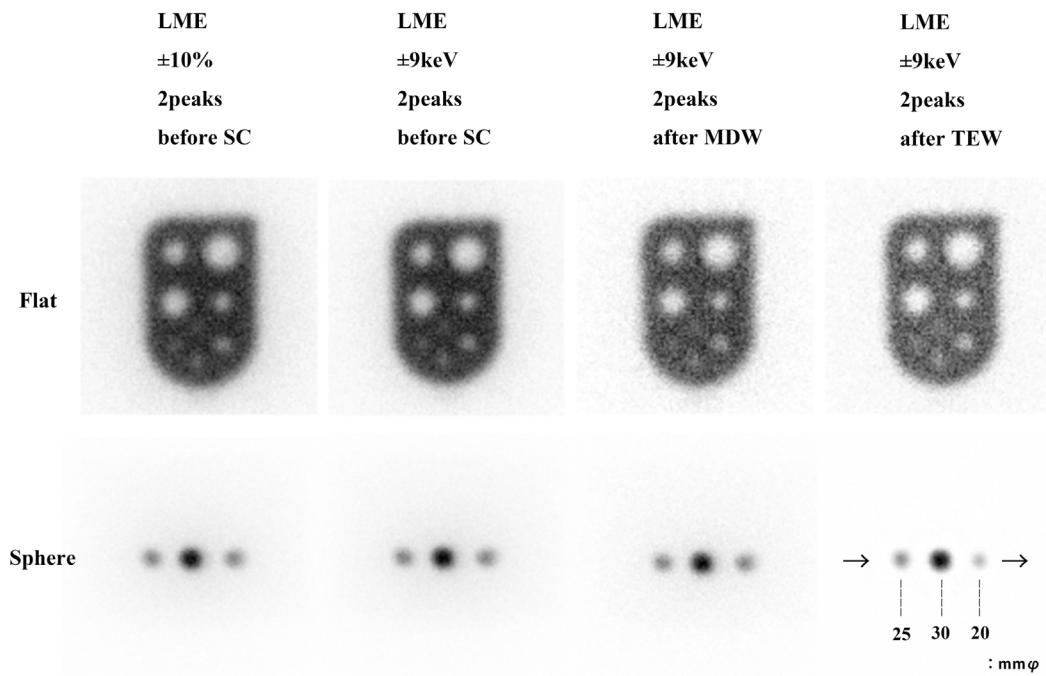 LME LME LME LME
±10% ±9keV ±9keV ±9keV
2peaks 2peaks 2peaks 2peaks
before SC before SC after MDW after TEW
Flat
Sphere → →
25 30 20
: mmφ